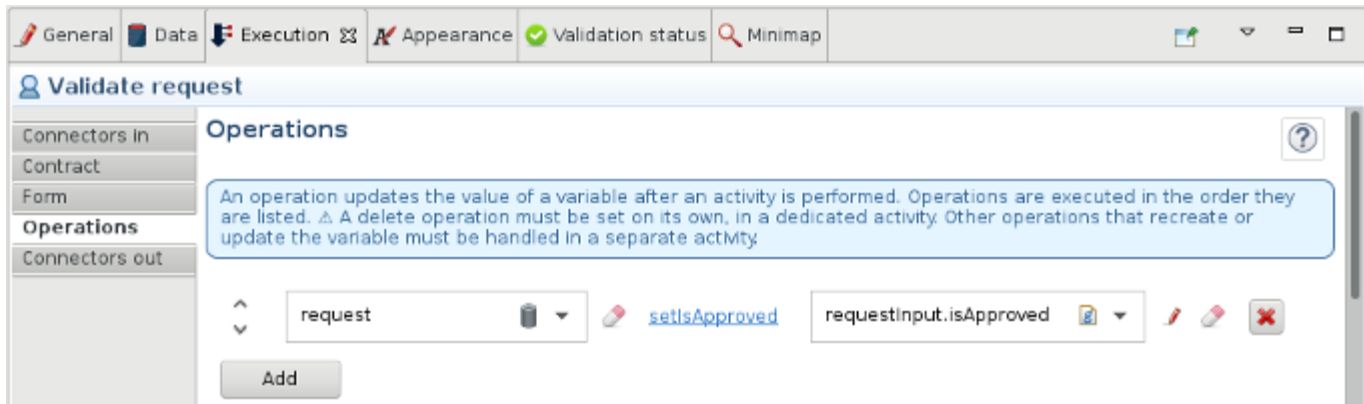 General Data Execution Appearance Validation status Minimap
Validate request
Connectors in
Contract
Form
Operations
Connectors out
Operations
An operation updates the value of a variable after an activity is performed. Operations are executed in the order they
are listed. ⚠ A delete operation must be set on its own, in a dedicated activity. Other operations that recreate or
update the variable must be handled in a separate activity.
request setIsApproved requestInput.isApproved
Add